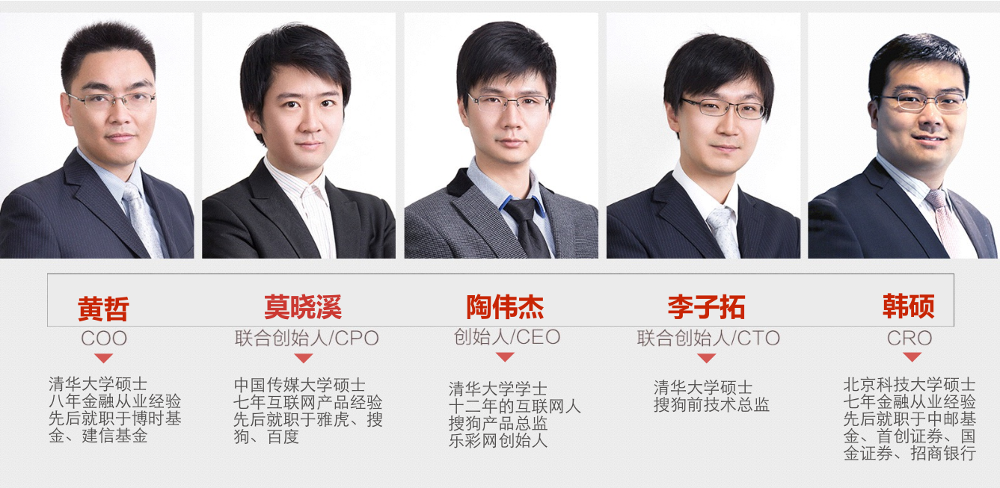 黄哲
COO
清华大学硕士
八年金融从业经验
先后就职于博时基
金、建信基金
莫晓溪
联合创始人/CPO
中国传媒大学硕士
七年互联网产品经验
先后就职于雅虎、搜
狗、百度
陶伟杰
创始人/CEO
清华大学学士
十二年的互联网人
搜狗产品总监
乐彩网创始人
李子拓
联合创始人/CTO
清华大学硕士
搜狗前技术总监
韩硕
CRO
北京科技大学硕士
七年金融从业经验
先后就职于中邮基
金、首创证券、国
金证券、招商银行